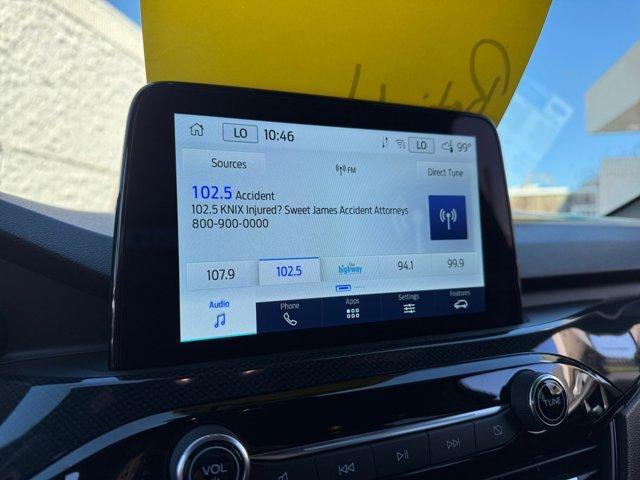 LO 10:46 LO 99°
Sources FM Direct Tune
102.5 Accident
102.5 KNIX Injured? Sweet James Accident Attorneys
800-900-0000
107.9 102.5 the highway 94.1 99.9
Audio Phone Apps Settings Features
VOL TUNE